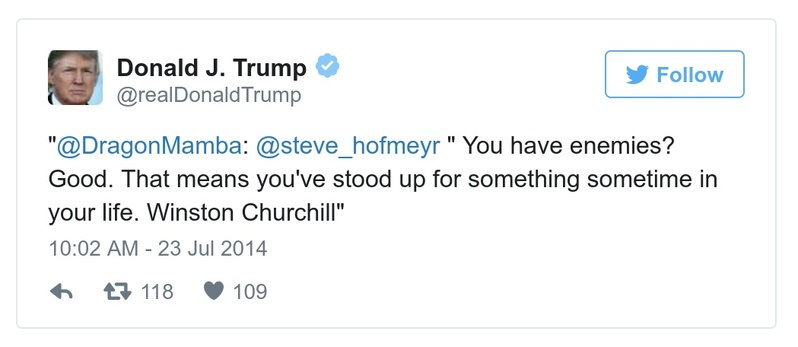 Donald J. Trump
@realDonaldTrump
Follow
"@DragonMamba: @steve_hofmeyr " You have enemies?
Good. That means you've stood up for something sometime in
your life. Winston Churchill"
10:02 AM - 23 Jul 2014
118 109